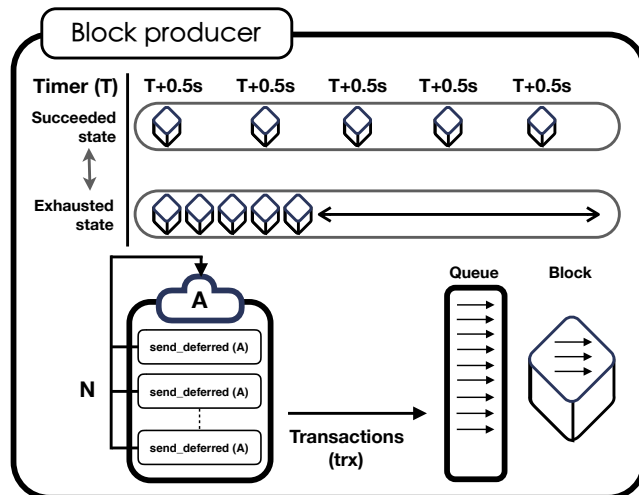 Block producer
Timer (T) T+0.5s T+0.5s T+0.5s T+0.5s T+0.5s
Succeeded
state
Exhausted
state
A
send_deferred (A)
N
send_deferred (A)
send_deferred (A)
Transactions
(trx)
Queue
Block